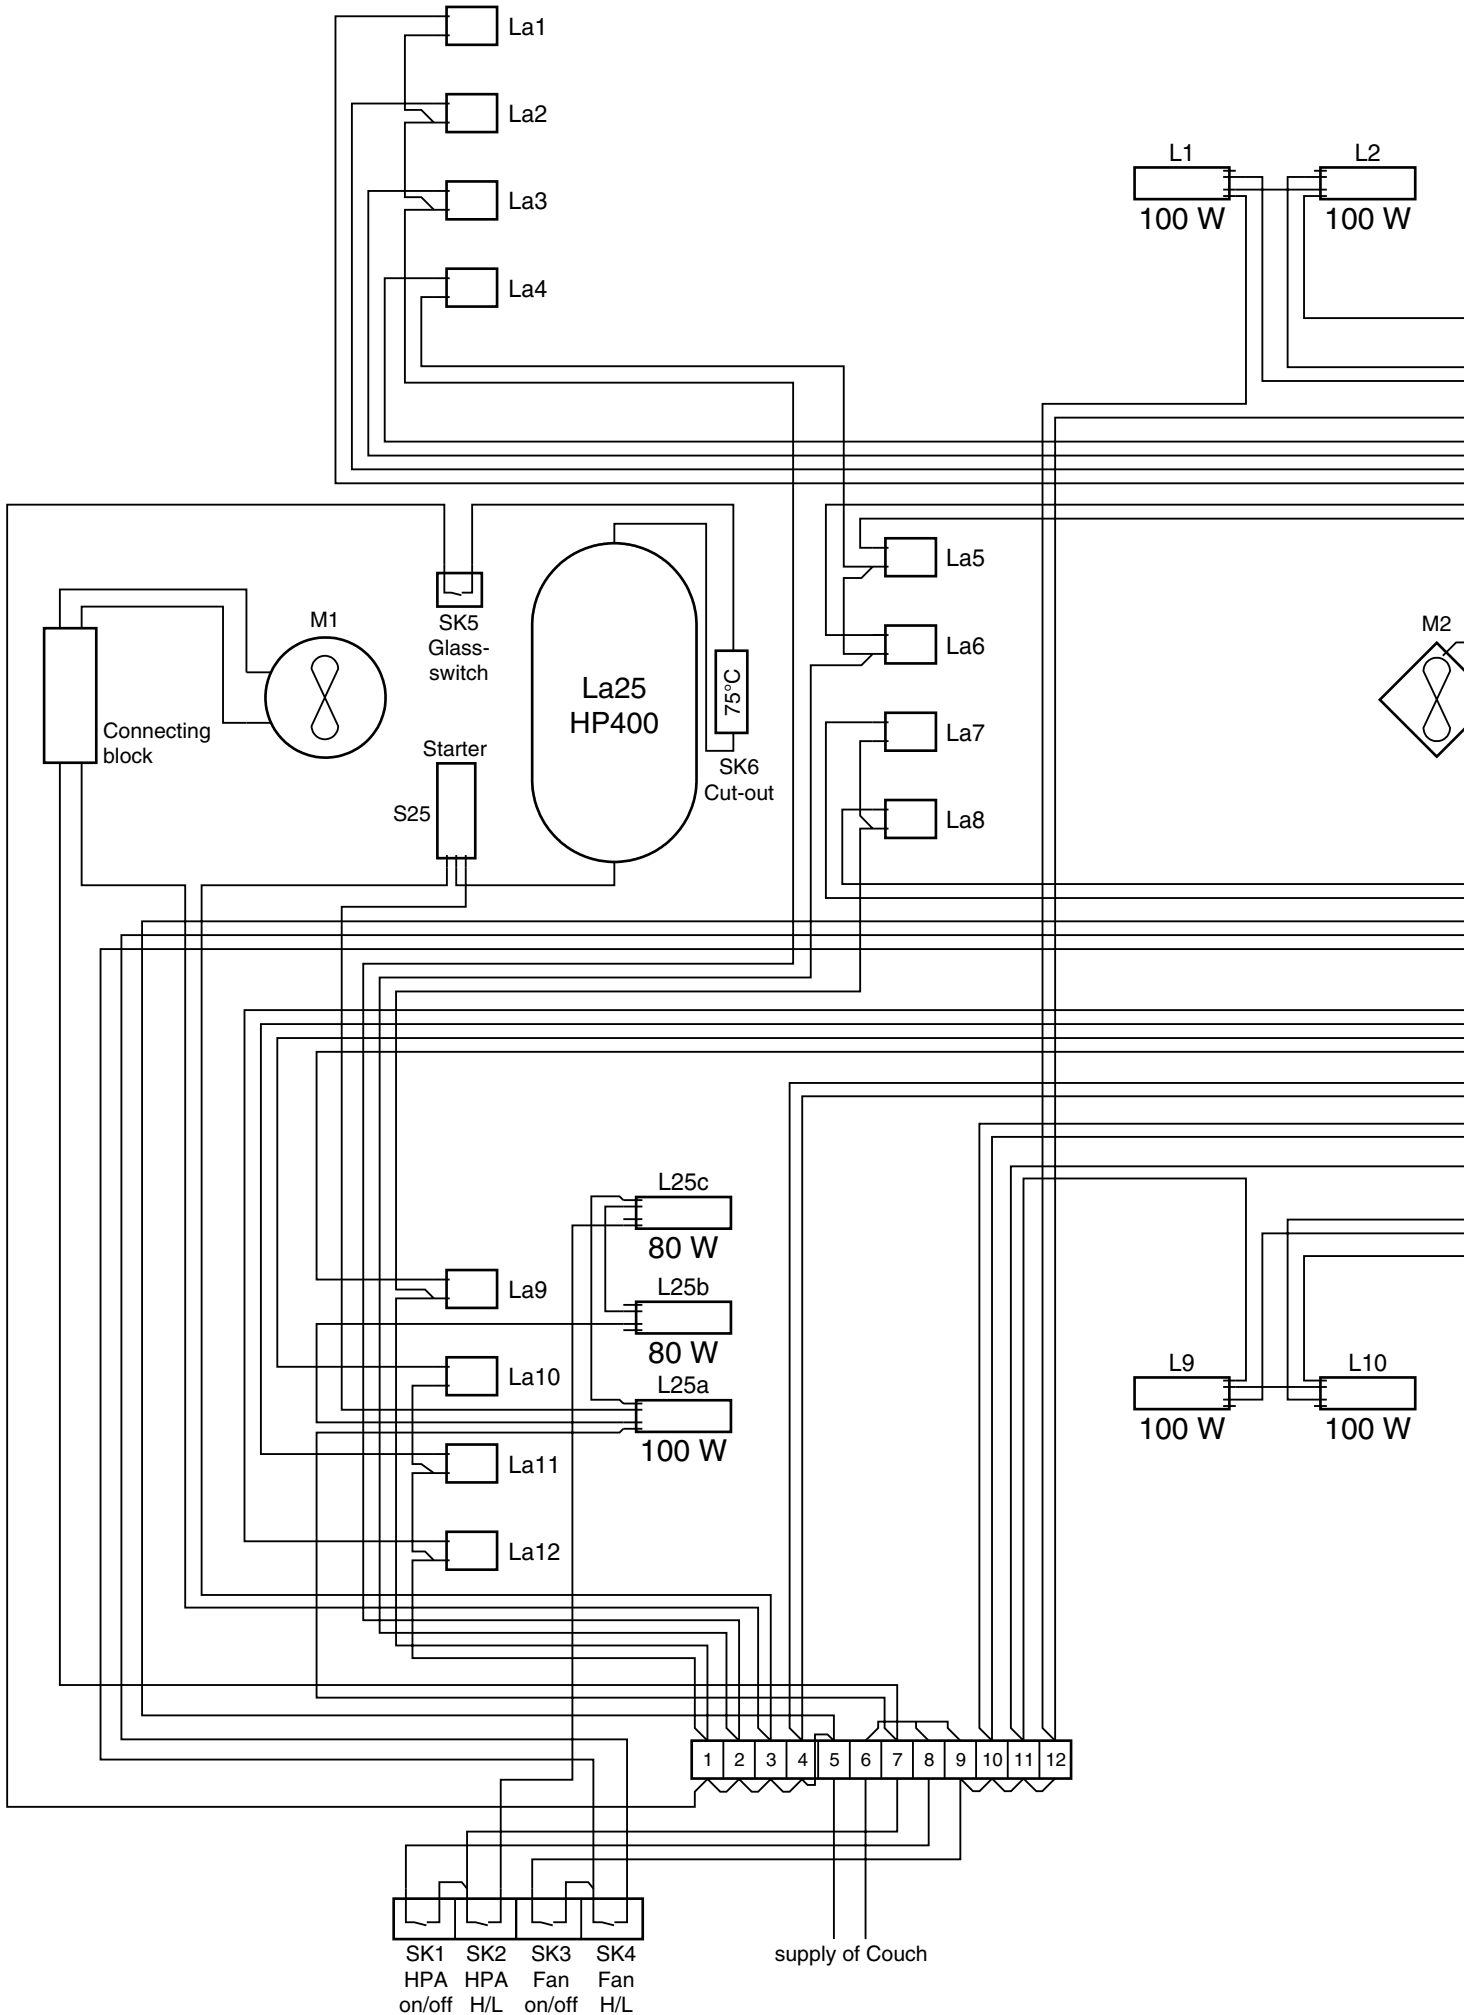 La1
La2
La3
La4
L1
L2
100 W
100 W
La5
La6
La7
La8
M1
M2
SK5
Glass-
switch
La25
HP400
75°C
SK6
Cut-out
Connecting
block
Starter
S25
L25c
80 W
L25b
80 W
L25a
100 W
La9
La10
La11
La12
L9
L10
100 W
100 W
1 2 3 4 5 6 7 8 9 10 11 12
supply of Couch
SK1 SK2 SK3 SK4
HPA HPA Fan Fan
on/off H/L on/off H/L